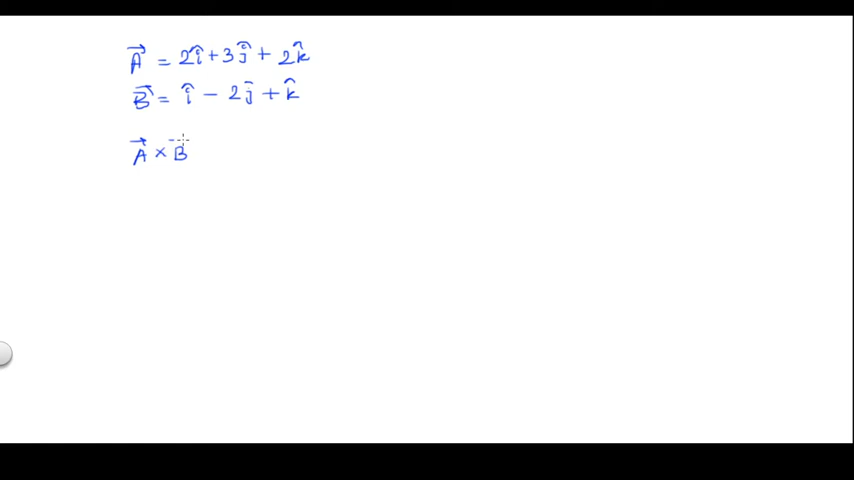 A⃗ = 2î + 3ĵ + 2k̂
B⃗ = î - 2ĵ + k̂
A⃗ × B